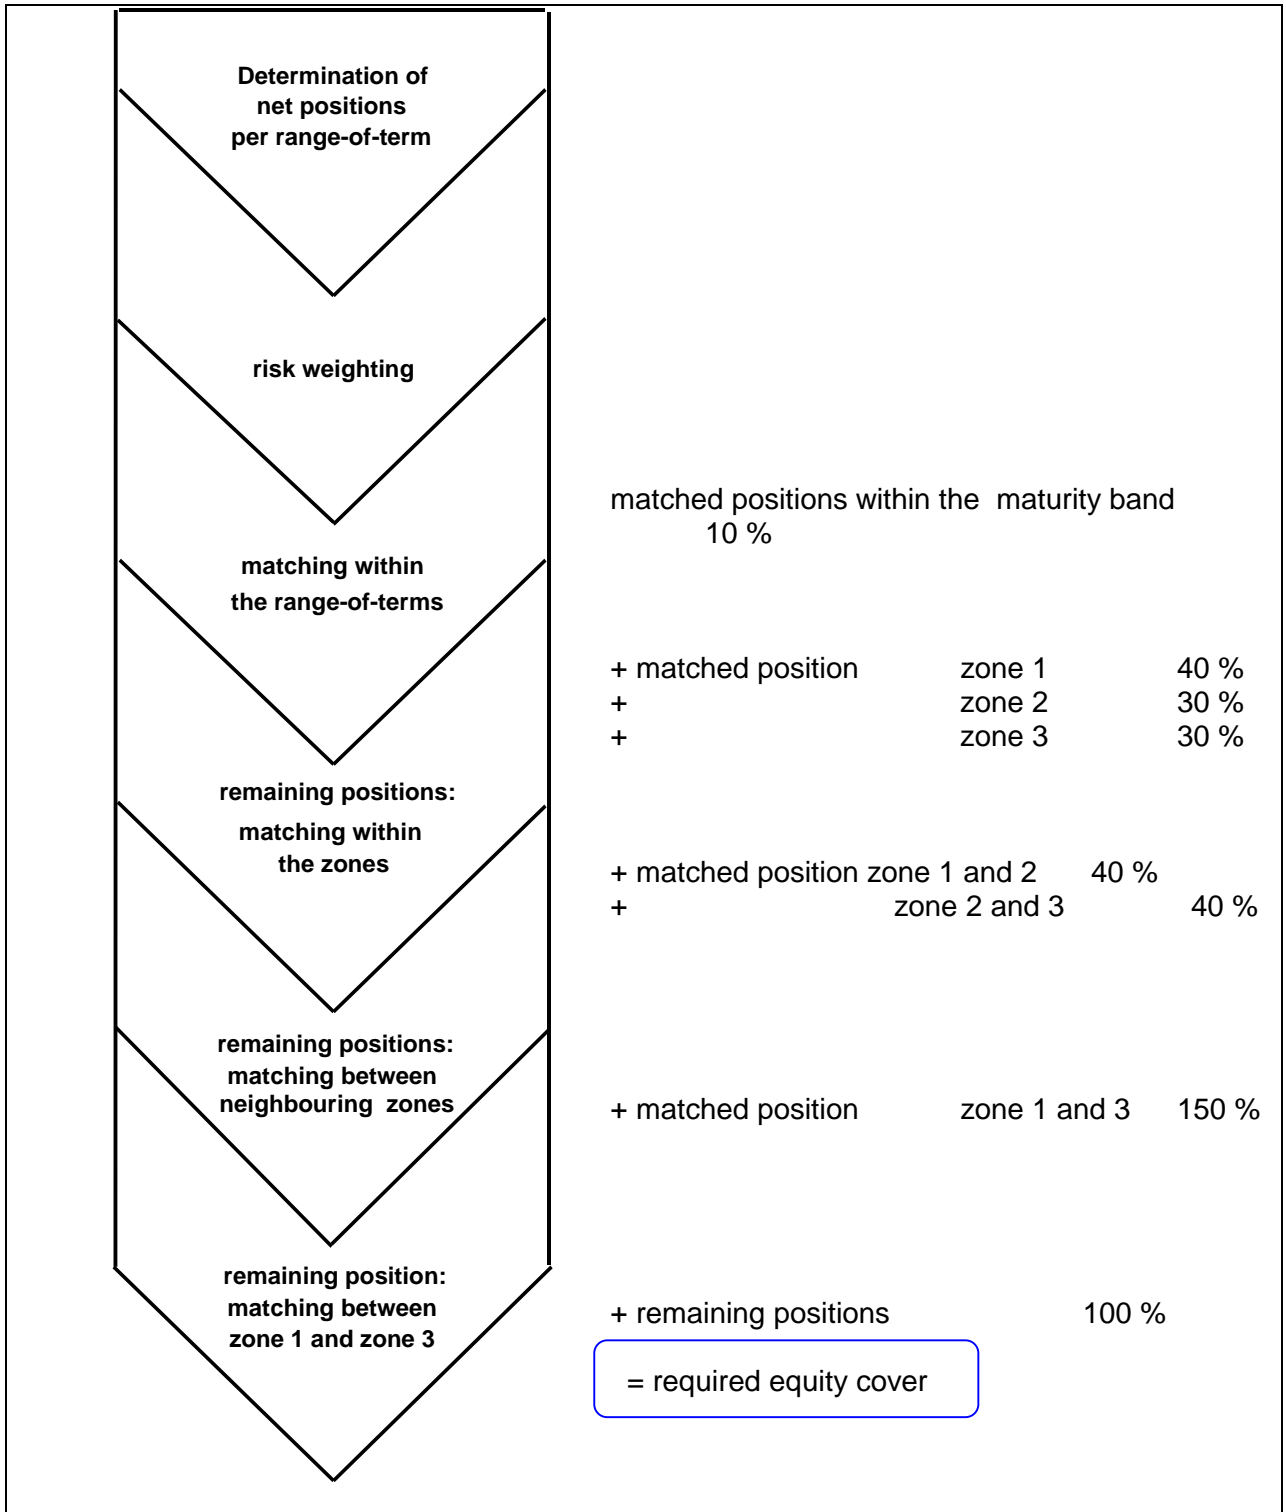 Determination of
net positions
per range-of-term
risk weighting
matched positions within the maturity band
10 %
matching within
the range-of-terms
+ matched position zone 1 40 %
+ zone 2 30 %
+ zone 3 30 %
remaining positions:
matching within
the zones
+ matched position zone 1 and 2 40 %
+ zone 2 and 3 40 %
remaining positions:
matching between
neighbouring zones
+ matched position zone 1 and 3 150 %
remaining position:
matching between
zone 1 and zone 3
+ remaining positions 100 %
= required equity cover